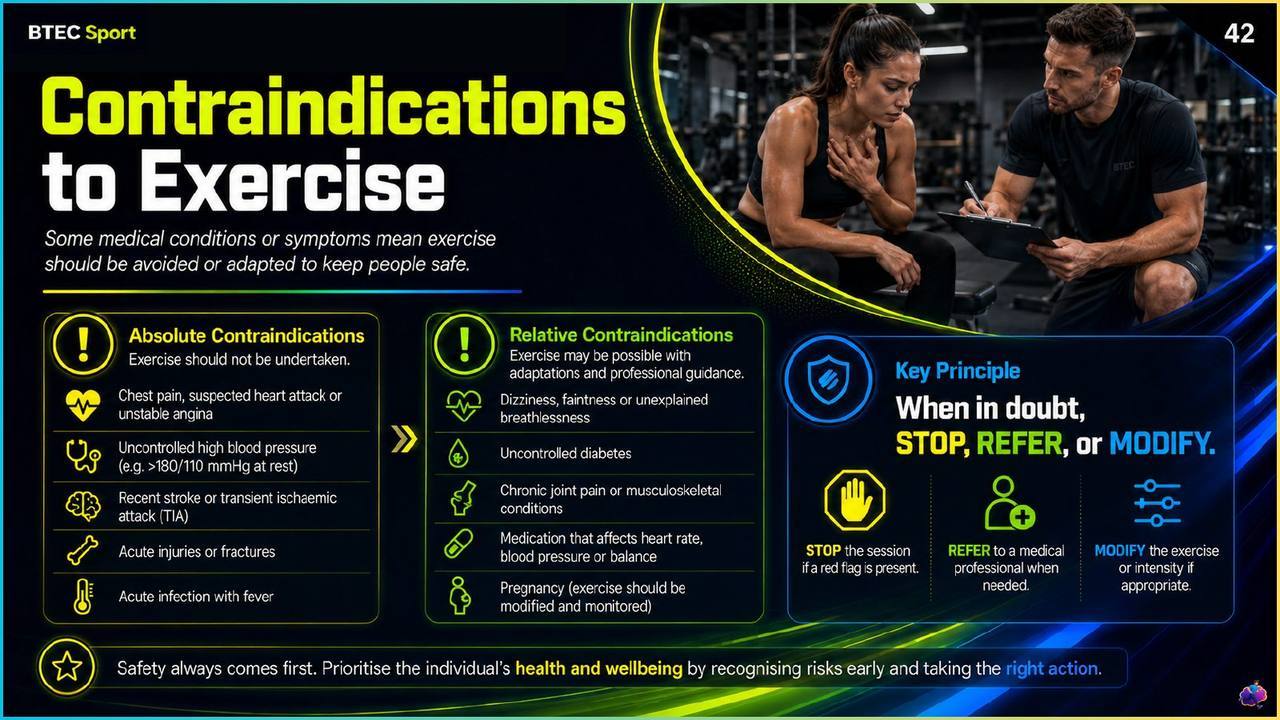 BTEC Sport
42
Contraindications
to Exercise
Some medical conditions or symptoms mean exercise
should be avoided or adapted to keep people safe.
BTEC
Absolute Contraindications
Exercise should not be undertaken.
Chest pain, suspected heart attack or
unstable angina
Uncontrolled high blood pressure
(e.g. >180/110 mmHg at rest)
Recent stroke or transient ischaemic
attack (TIA)
Acute injuries or fractures
Acute infection with fever
Relative Contraindications
Exercise may be possible with
adaptations and professional guidance.
Dizziness, faintness or unexplained
breathlessness
Uncontrolled diabetes
Chronic joint pain or musculoskeletal
conditions
Medication that affects heart rate,
blood pressure or balance
Pregnancy (exercise should be
modified and monitored)
Key Principle
When in doubt,
STOP, REFER, or MODIFY.
STOP the session
if a red flag is present.
REFER to a medical
professional when
needed.
MODIFY the exercise
or intensity if
appropriate.
Safety always comes first. Prioritise the individual's health and wellbeing by recognising risks early and taking the right action.